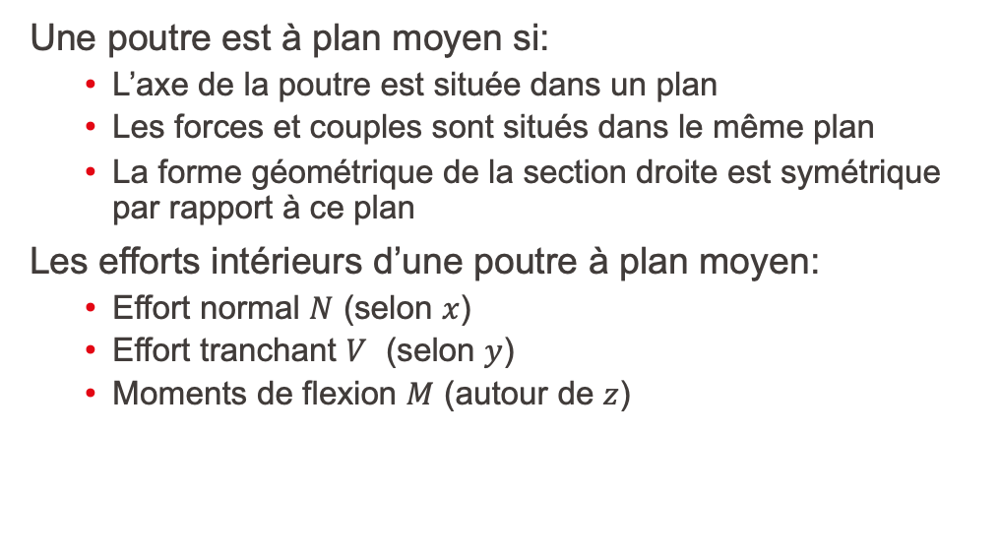 Une poutre est à plan moyen si:
• L’axe de la poutre est située dans un plan
• Les forces et couples sont situés dans le même plan
• La forme géométrique de la section droite est symétrique
par rapport à ce plan
Les efforts intérieurs d’une poutre à plan moyen:
• Effort normal N (selon x)
• Effort tranchant V (selon y)
• Moments de flexion M (autour de z)